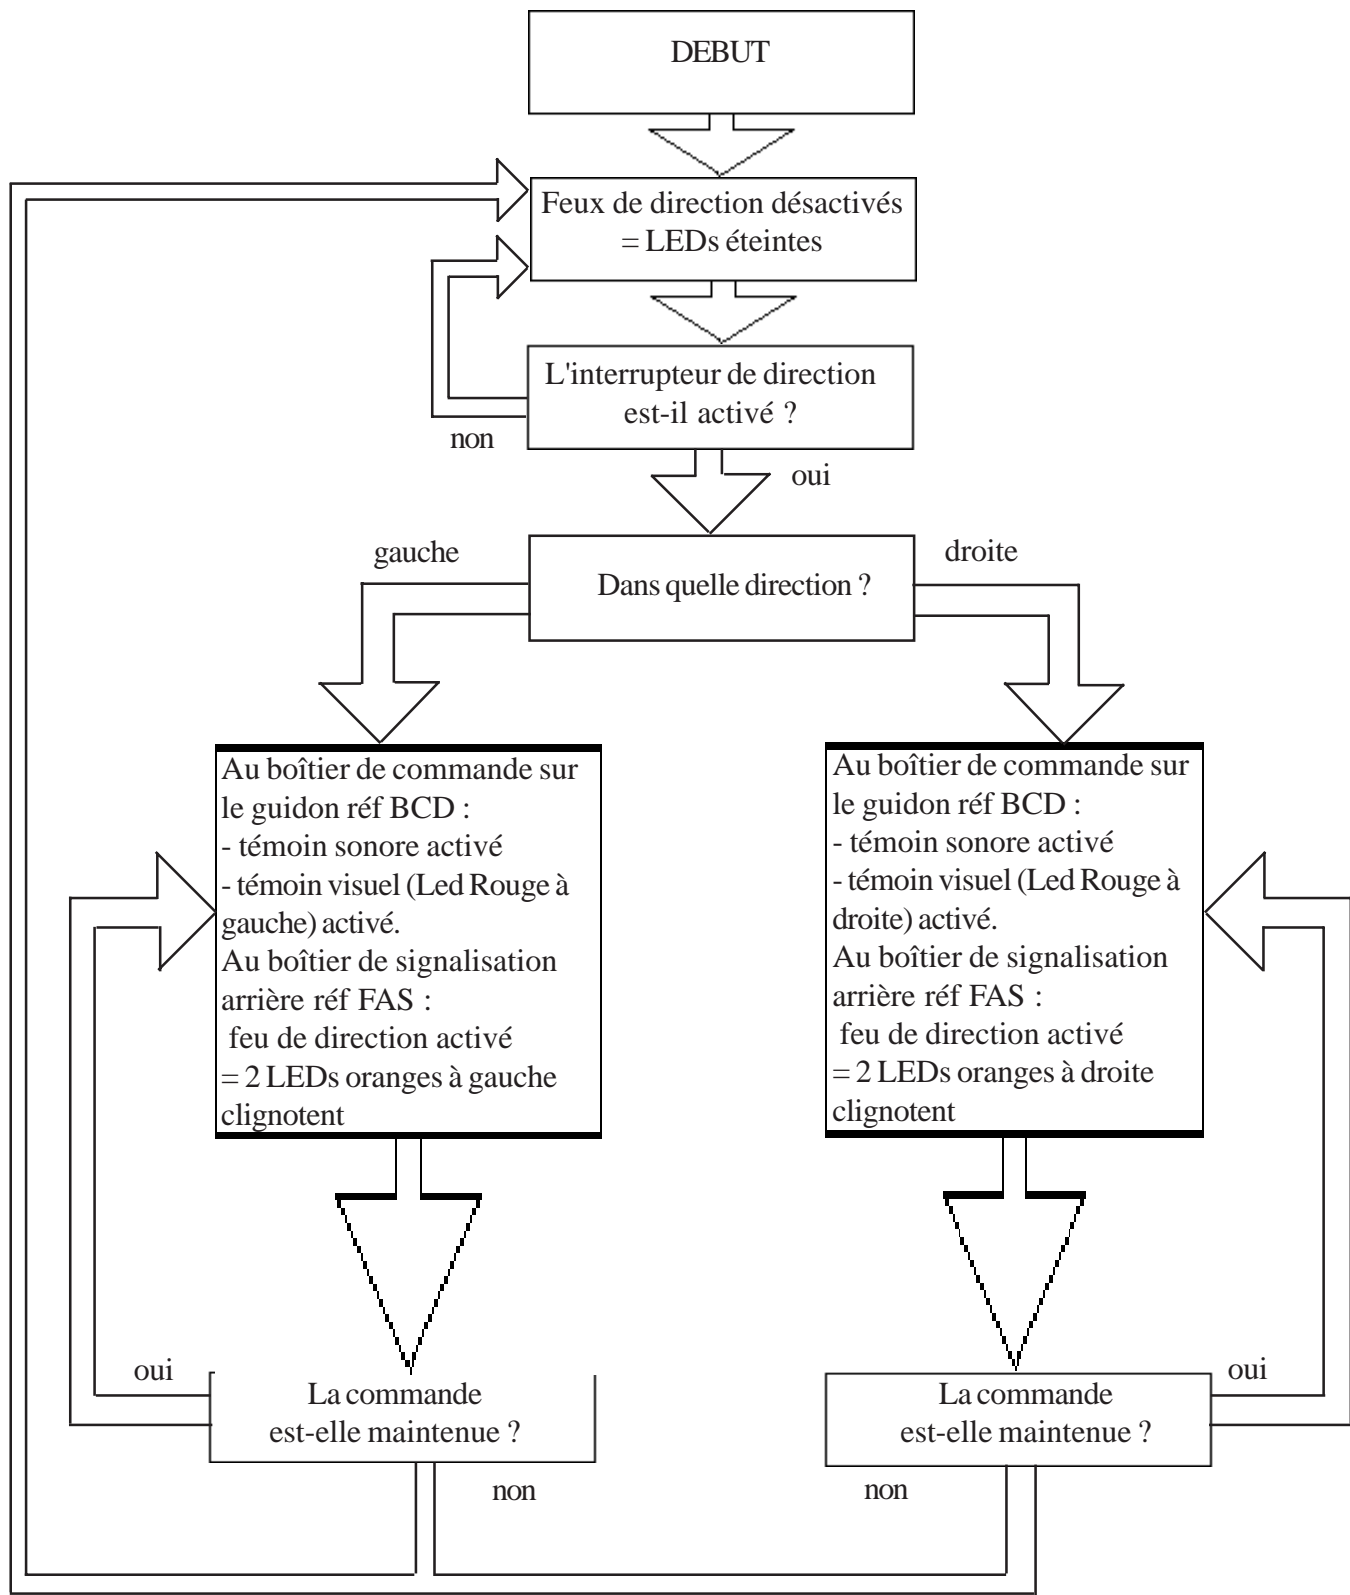 DEBUT
Feux de direction désactivés
= LEDs éteintes
L'interrupteur de direction
est-il activé ?
non
oui
gauche
droite
Dans quelle direction ?
Au boîtier de commande sur
le guidon réf BCD :
- témoin sonore activé
- témoin visuel (Led Rouge à
gauche) activé.
Au boîtier de signalisation
arrière réf FAS :
feu de direction activé
= 2 LEDs oranges à gauche
clignotent
Au boîtier de commande sur
le guidon réf BCD :
- témoin sonore activé
- témoin visuel (Led Rouge à
droite) activé.
Au boîtier de signalisation
arrière réf FAS :
feu de direction activé
= 2 LEDs oranges à droite
clignotent
oui
La commande
est-elle maintenue ?
non
La commande
est-elle maintenue ?
oui
non